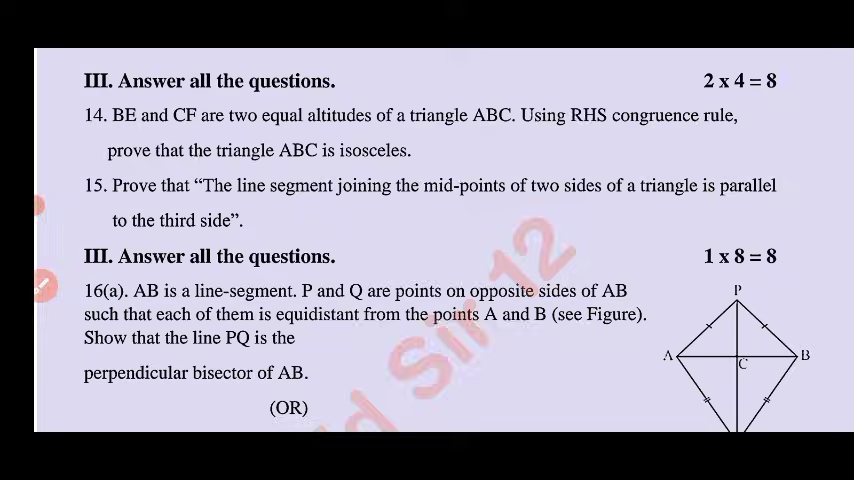 III. Answer all the questions. 2 x 4 = 8
14. BE and CF are two equal altitudes of a triangle ABC. Using RHS congruence rule,
prove that the triangle ABC is isosceles.
15. Prove that “The line segment joining the mid-points of two sides of a triangle is parallel
to the third side”.
III. Answer all the questions. 1 x 8 = 8
16(a). AB is a line-segment. P and Q are points on opposite sides of AB
such that each of them is equidistant from the points A and B (see Figure).
Show that the line PQ is the
perpendicular bisector of AB.
(OR)
P
A
B
C
Sir 12